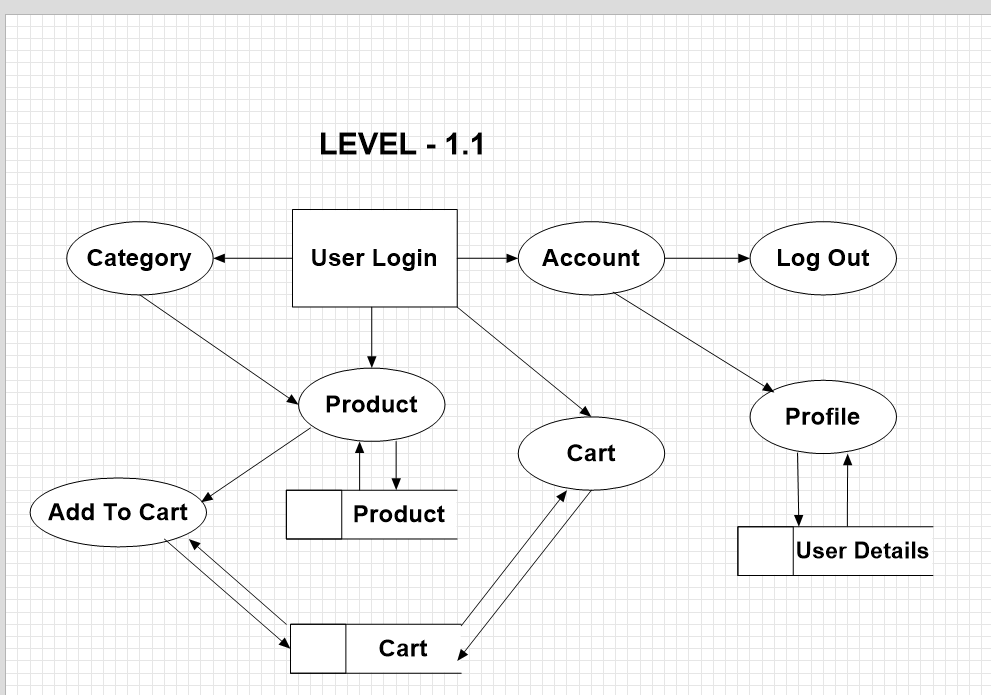 LEVEL - 1.1
Category
User Login
Account
Log Out
Product
Profile
Cart
Add To Cart
Product
User Details
Cart